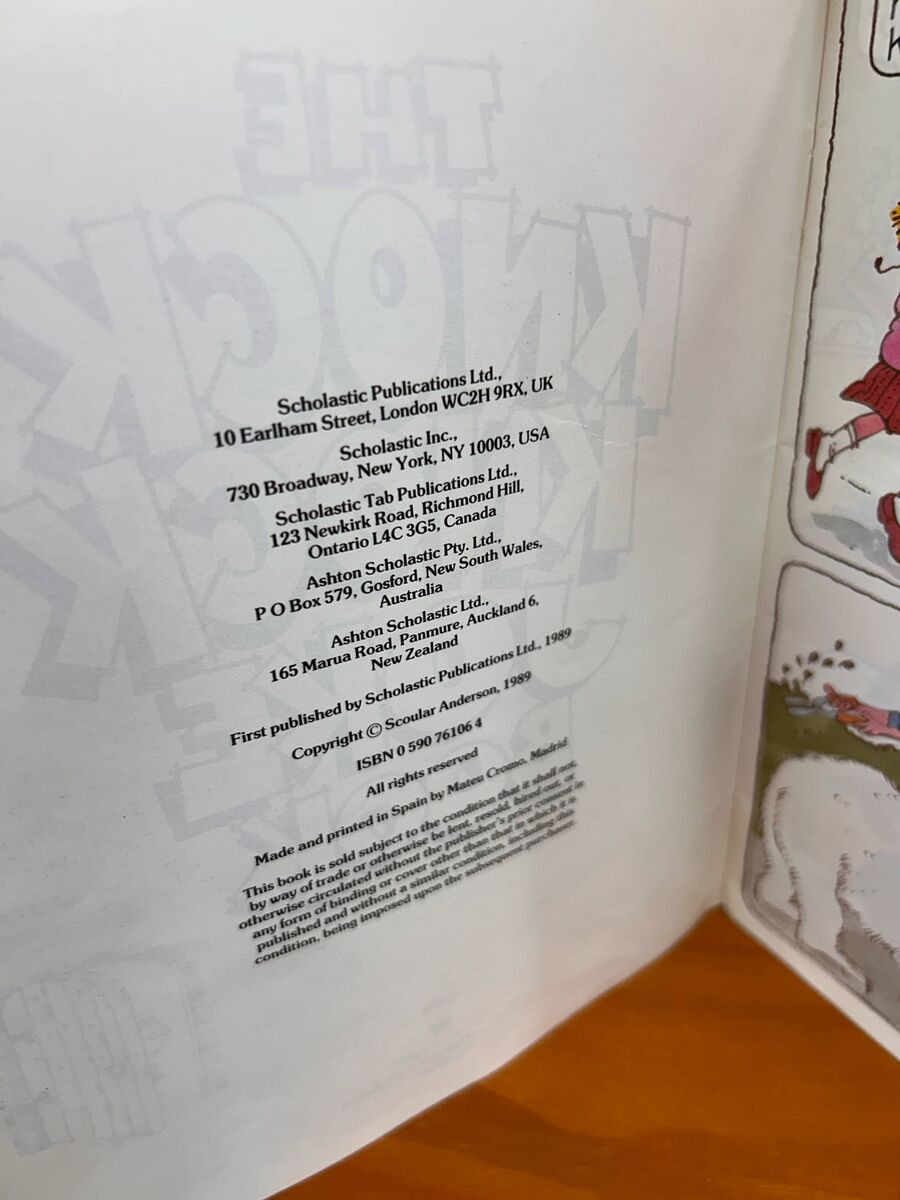 Scholastic Publications Ltd.,
10 Earlham Street, London WC2H 9RX, UK
Scholastic Inc.,
730 Broadway, New York, NY 10003, USA
Scholastic Tab Publications Ltd.,
123 Newkirk Road, Richmond Hill,
Ontario L4C 3G5, Canada
Ashton Scholastic Pty. Ltd.,
P O Box 579, Gosford, New South Wales,
Australia
Ashton Scholastic Ltd.,
165 Marua Road, Panmure, Auckland 6,
New Zealand
First published by Scholastic Publications Ltd., 1989
Copyright © Scoular Anderson, 1989
ISBN 0 590 76106 4
All rights reserved
Made and printed in Spain by Mateu Cromo, Madrid
This book is sold subject to the condition that it shall not,
by way of trade or otherwise be lent, resold, hired out, or
otherwise circulated without the publisher's prior consent in
any form of binding or cover other than that in which it is
published and without a similar condition, including this
condition, being imposed upon the subsequent purchaser.
THE
KNOCK
KNOCK
JOKE
BOOK